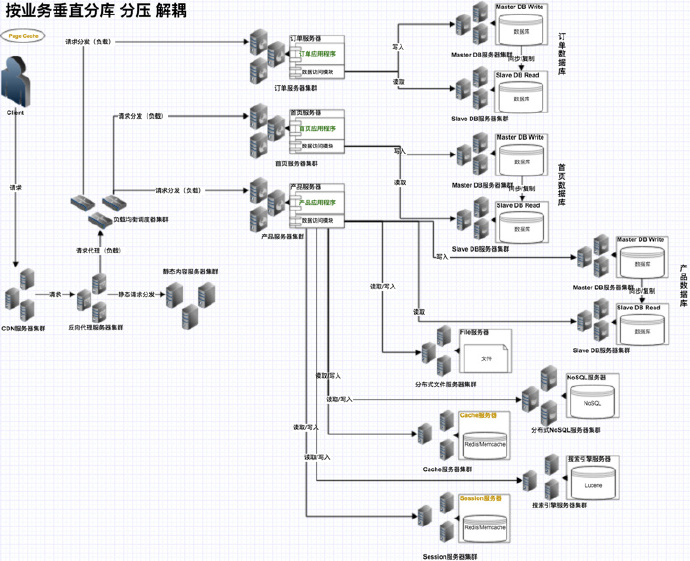 按业务垂直分库 分压 解耦
Page Cache
Client
请求
请求分发（负载）
订单服务器
订单应用程序
数据访问模块
订单服务器集群
写入
读取
Master DB Write
数据库
Master DB服务器集群
同步/复制
Slave DB Read
数据库
Slave DB服务器集群
订单数据库
请求分发（负载）
首页服务器
首页应用程序
数据访问模块
首页服务器集群
写入
读取
Master DB Write
数据库
Master DB服务器集群
同步/复制
Slave DB Read
数据库
Slave DB服务器集群
首页数据库
请求分发（负载）
产品服务器
产品应用程序
数据访问模块
产品服务器集群
写入
读取
Master DB Write
数据库
Master DB服务器集群
同步/复制
Slave DB Read
数据库
Slave DB服务器集群
产品数据库
负载均衡调度器集群
请求代理（负载）
CDN服务器集群
请求
反向代理服务器集群
静态请求分发
静态内容服务器集群
读取/写入
File服务器
文件
分布式文件服务器集群
读取/写入
读取/写入
NoSQL服务器
NoSQL
分布式NoSQL服务器集群
Cache服务器
Redis/Memcache
Cache服务器集群
读取/写入
读取/写入
搜索引擎服务器
Lucene
搜索引擎服务器集群
Session服务器
Redis/Memcache
Session服务器集群